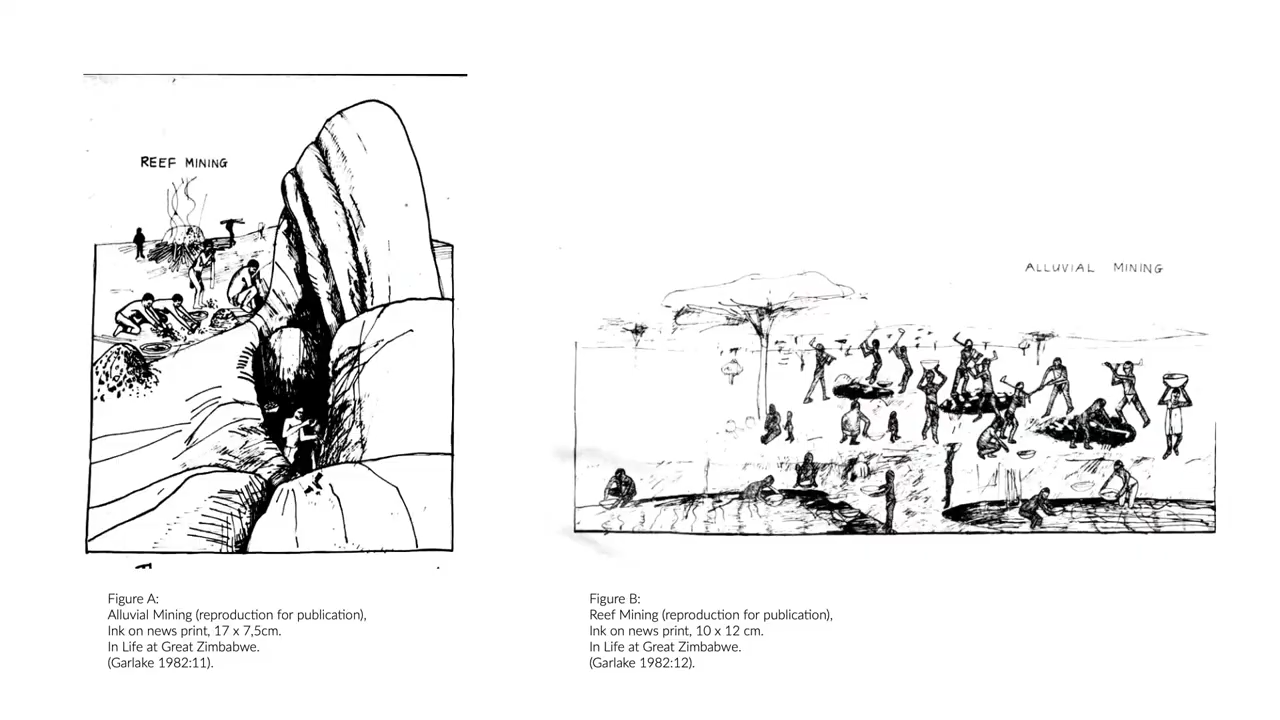 REEF MINING
ALLUVIAL MINING
Figure A:
Alluvial Mining (reproduction for publication),
Ink on news print, 17 x 7,5cm.
In Life at Great Zimbabwe.
(Garlake 1982:11).
Figure B:
Reef Mining (reproduction for publication),
Ink on news print, 10 x 12 cm.
In Life at Great Zimbabwe.
(Garlake 1982:12).